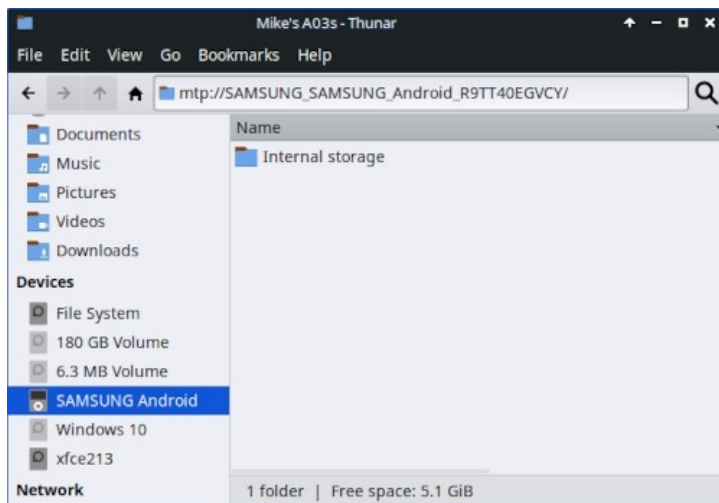 Mike's A03s - Thunar
File Edit View Go Bookmarks Help
mtp://SAMSUNG_SAMSUNG_Android_R9TT40EGVCY/
Documents
Music
Pictures
Videos
Downloads
Devices
File System
180 GB Volume
6.3 MB Volume
SAMSUNG Android
Windows 10
xfce213
Network
Name
Internal storage
1 folder | Free space: 5.1 GiB